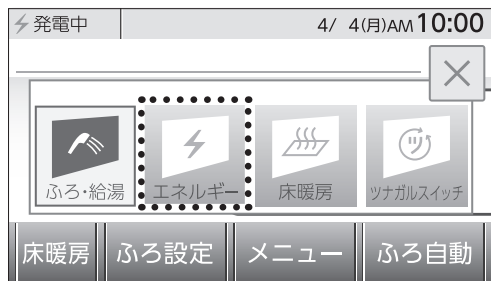 発電中 4/ 4(月)AM10:00
ふろ・給湯 エネルギー 床暖房 ツナガルスイッチ
床暖房 ふろ設定 メニュー ふろ自動